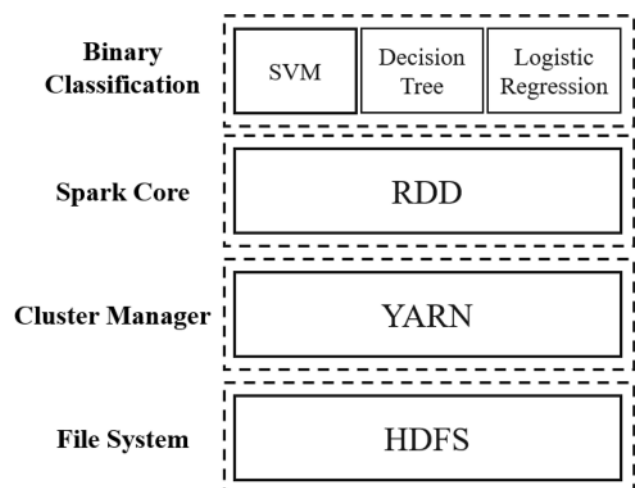 Binary
Classification
SVM
Decision
Tree
Logistic
Regression
Spark Core
RDD
Cluster Manager
YARN
File System
HDFS